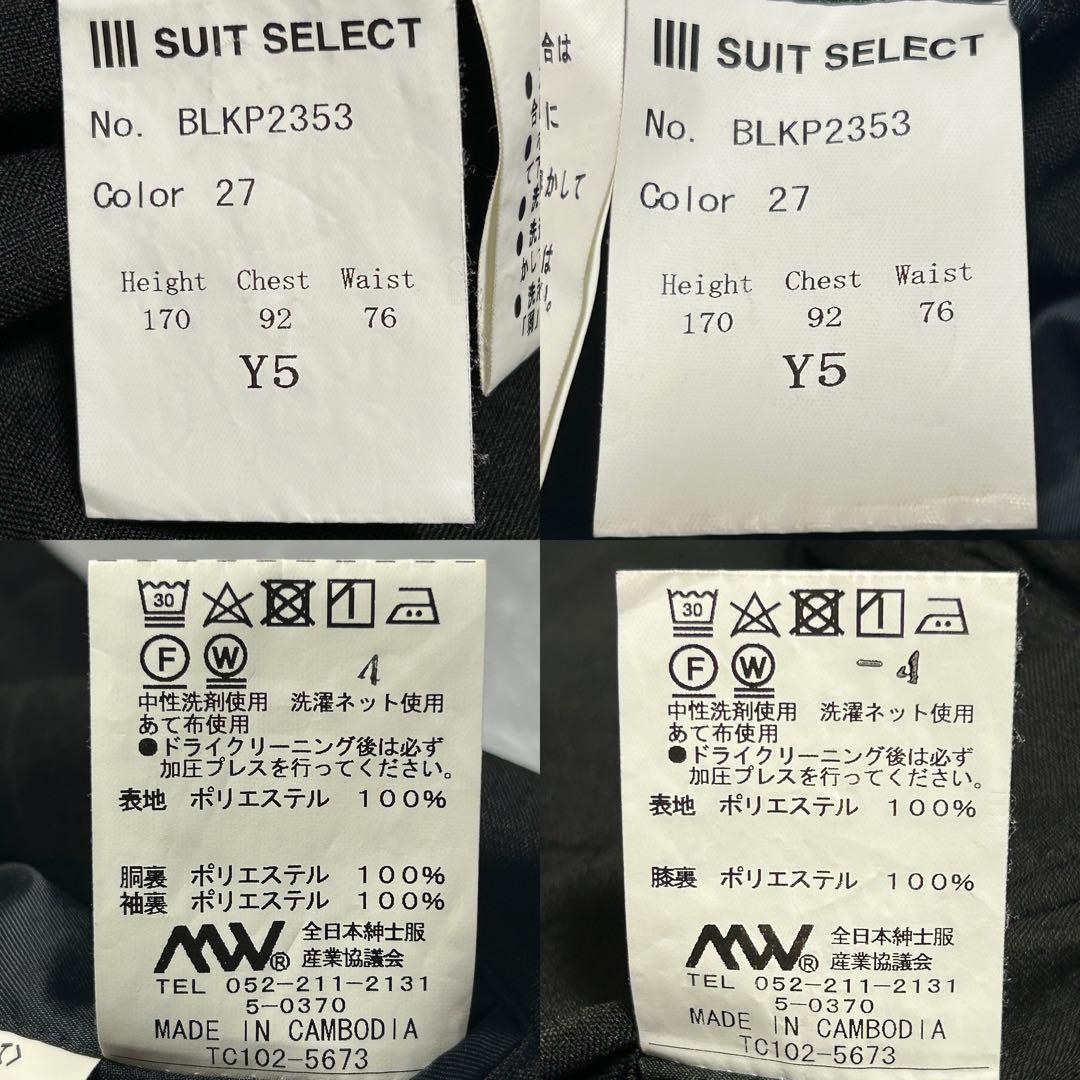 SUIT SELECT
No. BLKP2353
Color 27
Height Chest Waist
170 92 76
Y5
合は
に
かして
は
SUIT SELECT
No. BLKP2353
Color 27
Height Chest Waist
170 92 76
Y5
30
F W
中性洗剤使用 洗濯ネット使用
あて布使用
●ドライクリーニング後は必ず
加圧プレスを行ってください。
表地 ポリエステル 100%
胴裏 ポリエステル 100%
袖裏 ポリエステル 100%
MW® 全日本紳士服
産業協議会
TEL 052-211-2131
5-0370
MADE IN CAMBODIA
TC102-5673
30
F W
中性洗剤使用 洗濯ネット使用
あて布使用
●ドライクリーニング後は必ず
加圧プレスを行ってください。
表地 ポリエステル 100%
膝裏 ポリエステル 100%
MW® 全日本紳士服
産業協議会
TEL 052-211-2131
5-0370
MADE IN CAMBODIA
TC102-5673